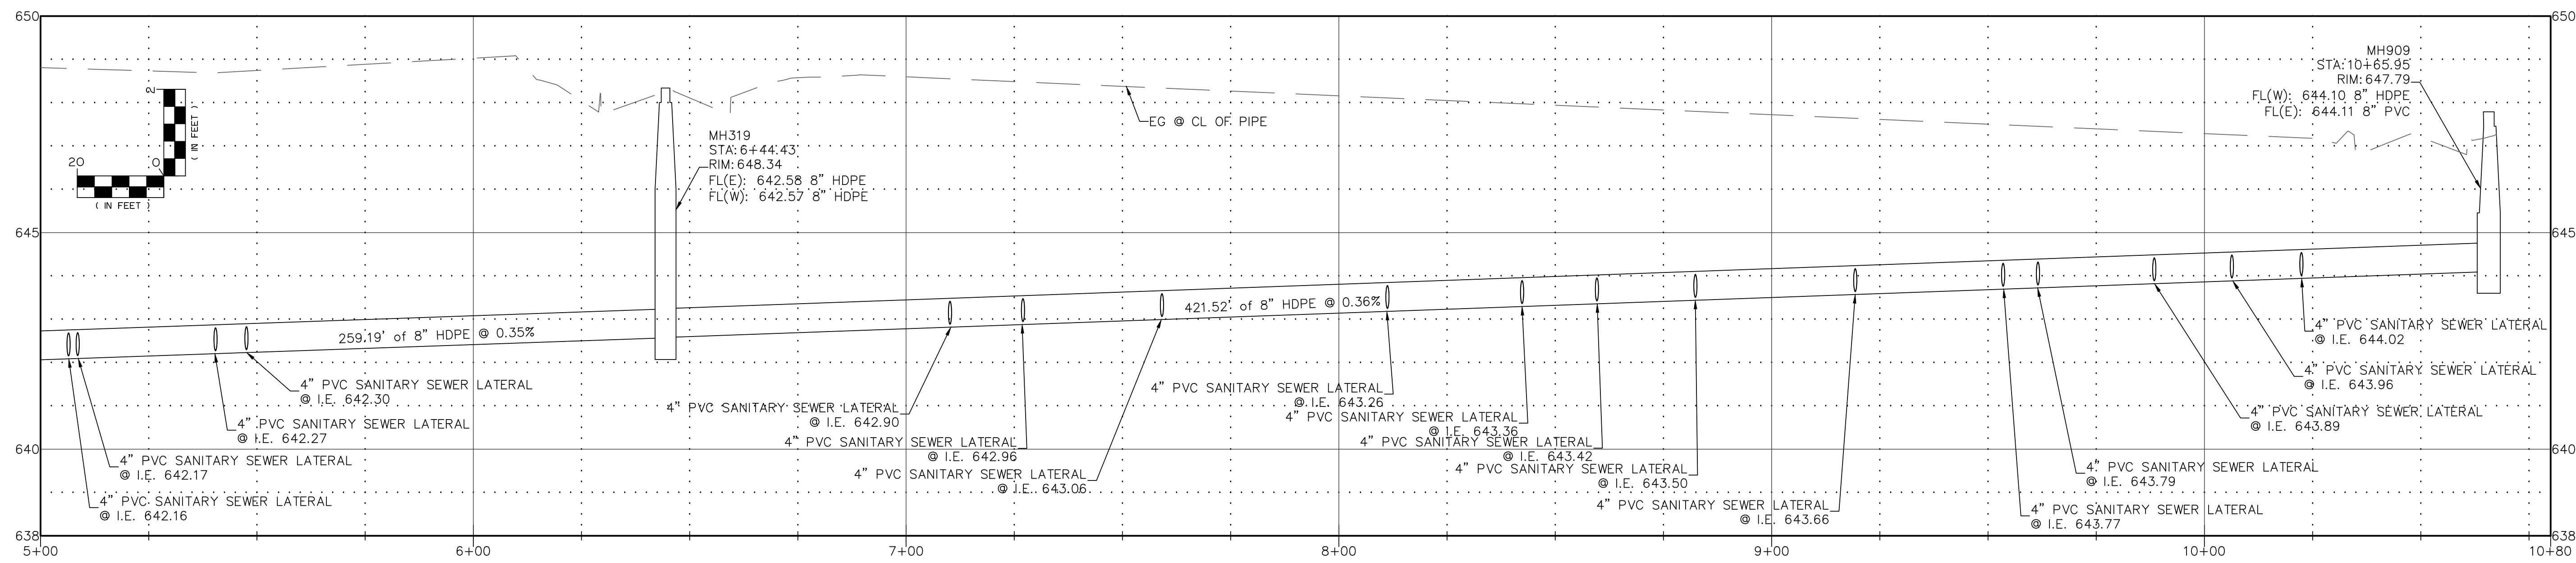 650
650
2
( IN FEET )
20
0
( IN FEET )
EG @ CL OF PIPE
MH319
STA: 6+44.43
RIM: 648.34
FL(E): 642.58 8" HDPE
FL(W): 642.57 8" HDPE
MH909
STA: 10+65.95
RIM: 647.79
FL(W): 644.10 8" HDPE
FL(E): 644.11 8" PVC
645
645
259.19' of 8" HDPE @ 0.35%
421.52' of 8" HDPE @ 0.36%
4" PVC SANITARY SEWER LATERAL
@ I.E. 642.30
4" PVC SANITARY SEWER LATERAL
@ I.E. 642.27
4" PVC SANITARY SEWER LATERAL
@ I.E. 642.17
4" PVC SANITARY SEWER LATERAL
@ I.E. 642.16
4" PVC SANITARY SEWER LATERAL
@ I.E. 642.90
4" PVC SANITARY SEWER LATERAL
@ I.E. 642.96
4" PVC SANITARY SEWER LATERAL
@ I.E. 643.06
4" PVC SANITARY SEWER LATERAL
@ I.E. 643.26
4" PVC SANITARY SEWER LATERAL
@ I.E. 643.36
4" PVC SANITARY SEWER LATERAL
@ I.E. 643.42
4" PVC SANITARY SEWER LATERAL
@ I.E. 643.50
4" PVC SANITARY SEWER LATERAL
@ I.E. 643.66
4" PVC SANITARY SEWER LATERAL
@ I.E. 643.77
4" PVC SANITARY SEWER LATERAL
@ I.E. 643.79
4" PVC SANITARY SEWER LATERAL
@ I.E. 643.89
4" PVC SANITARY SEWER LATERAL
@ I.E. 643.96
4" PVC SANITARY SEWER LATERAL
@ I.E. 644.02
640
640
638
638
5+00
6+00
7+00
8+00
9+00
10+00
10+80